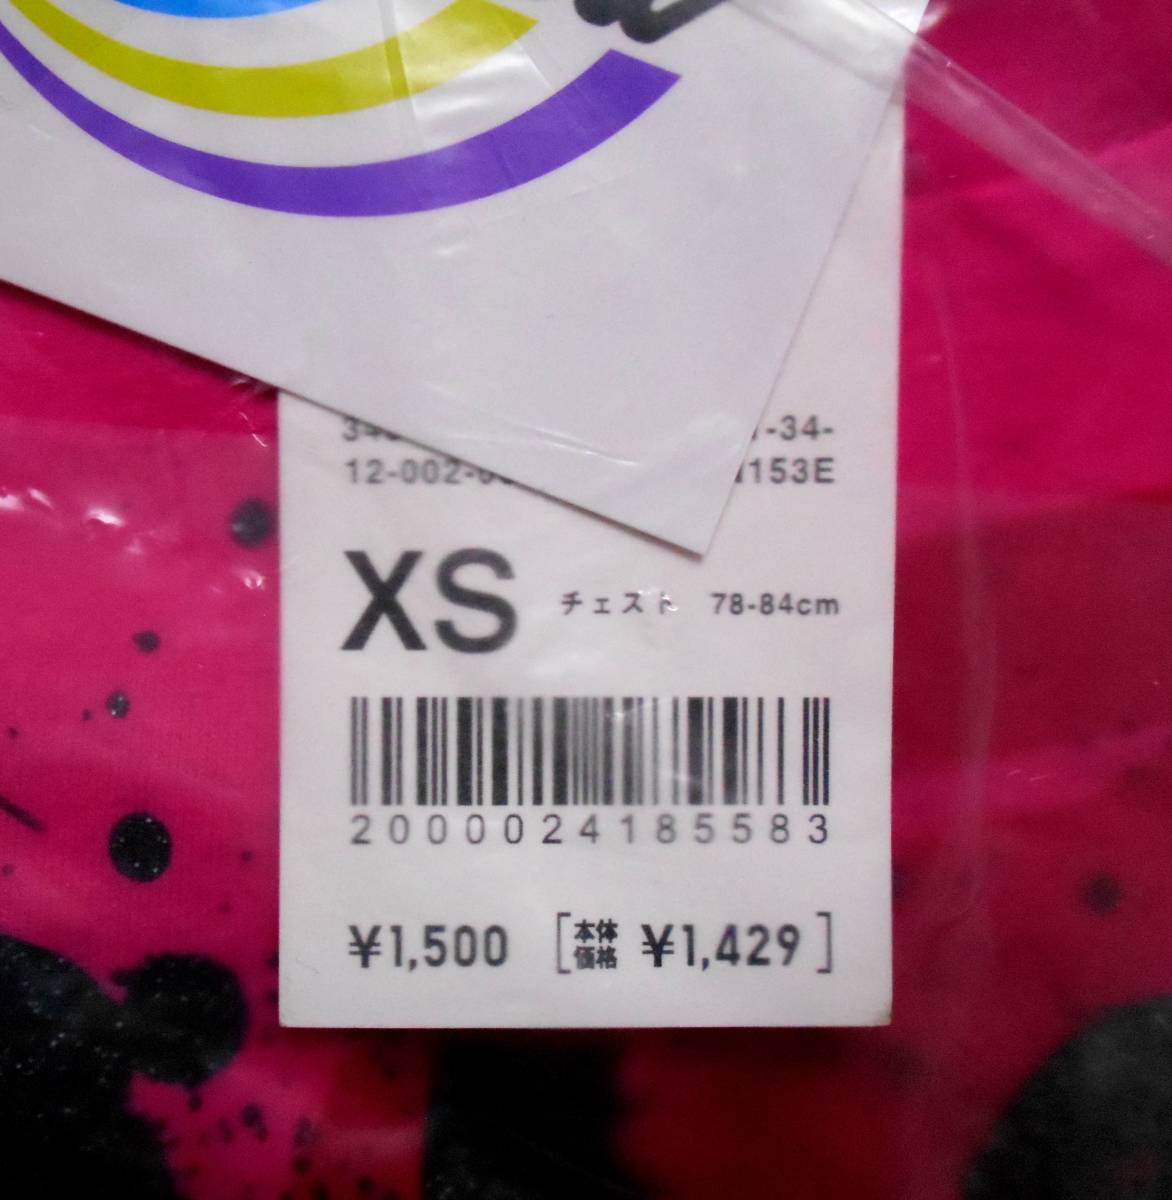 -34-
12-002- 153E
XS チェスト 78-84cm
2000024185583
¥1,500 [本体価格 ¥1,429]